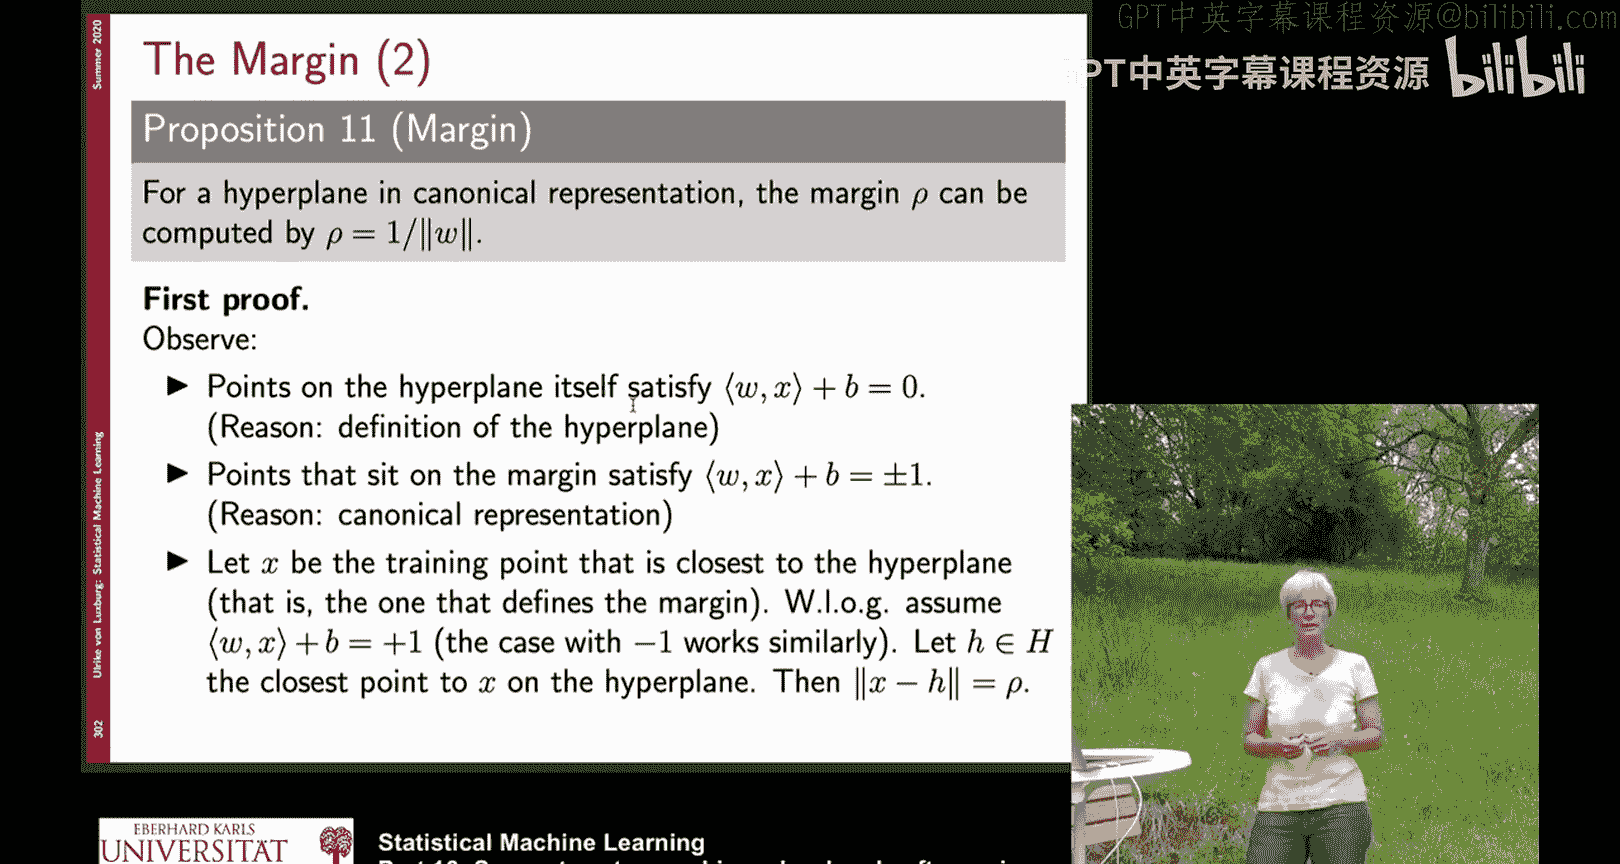 GPT中英字幕课程资源@bilibili.com
PT中英字幕课程资源 bilibili
Summer 2020
The Margin (2)
Proposition 11 (Margin)
For a hyperplane in canonical representation, the margin ρ can be
computed by ρ = 1/‖w‖.
First proof.
Observe:
▶ Points on the hyperplane itself satisfy ⟨w, x⟩ + b = 0.
(Reason: definition of the hyperplane)
▶ Points that sit on the margin satisfy ⟨w, x⟩ + b = ±1.
(Reason: canonical representation)
▶ Let x be the training point that is closest to the hyperplane
(that is, the one that defines the margin). W.l.o.g. assume
⟨w, x⟩ + b = +1 (the case with −1 works similarly). Let h ∈ H
the closest point to x on the hyperplane. Then ‖x − h‖ = ρ.
Ulrike von Luxburg: Statistical Machine Learning
302
EBERHARD KARLS
UNIVERSITÄT
Statistical Machine Learning